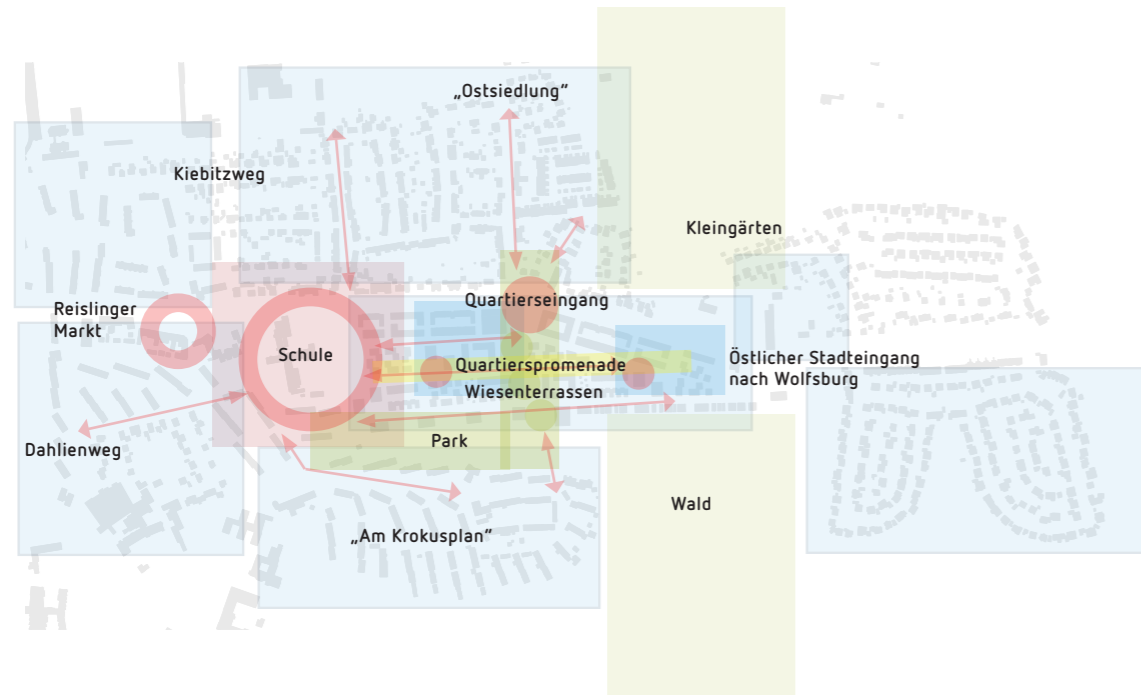 „Ostsiedlung“
Kiebitzweg
Kleingärten
Quartierseingang
Reislinger
Markt
Schule
Quartierspromenade
Östlicher Stadteingang
nach Wolfsburg
Wiesenterrassen
Park
Dahlienweg
Wald
„Am Krokusplan“